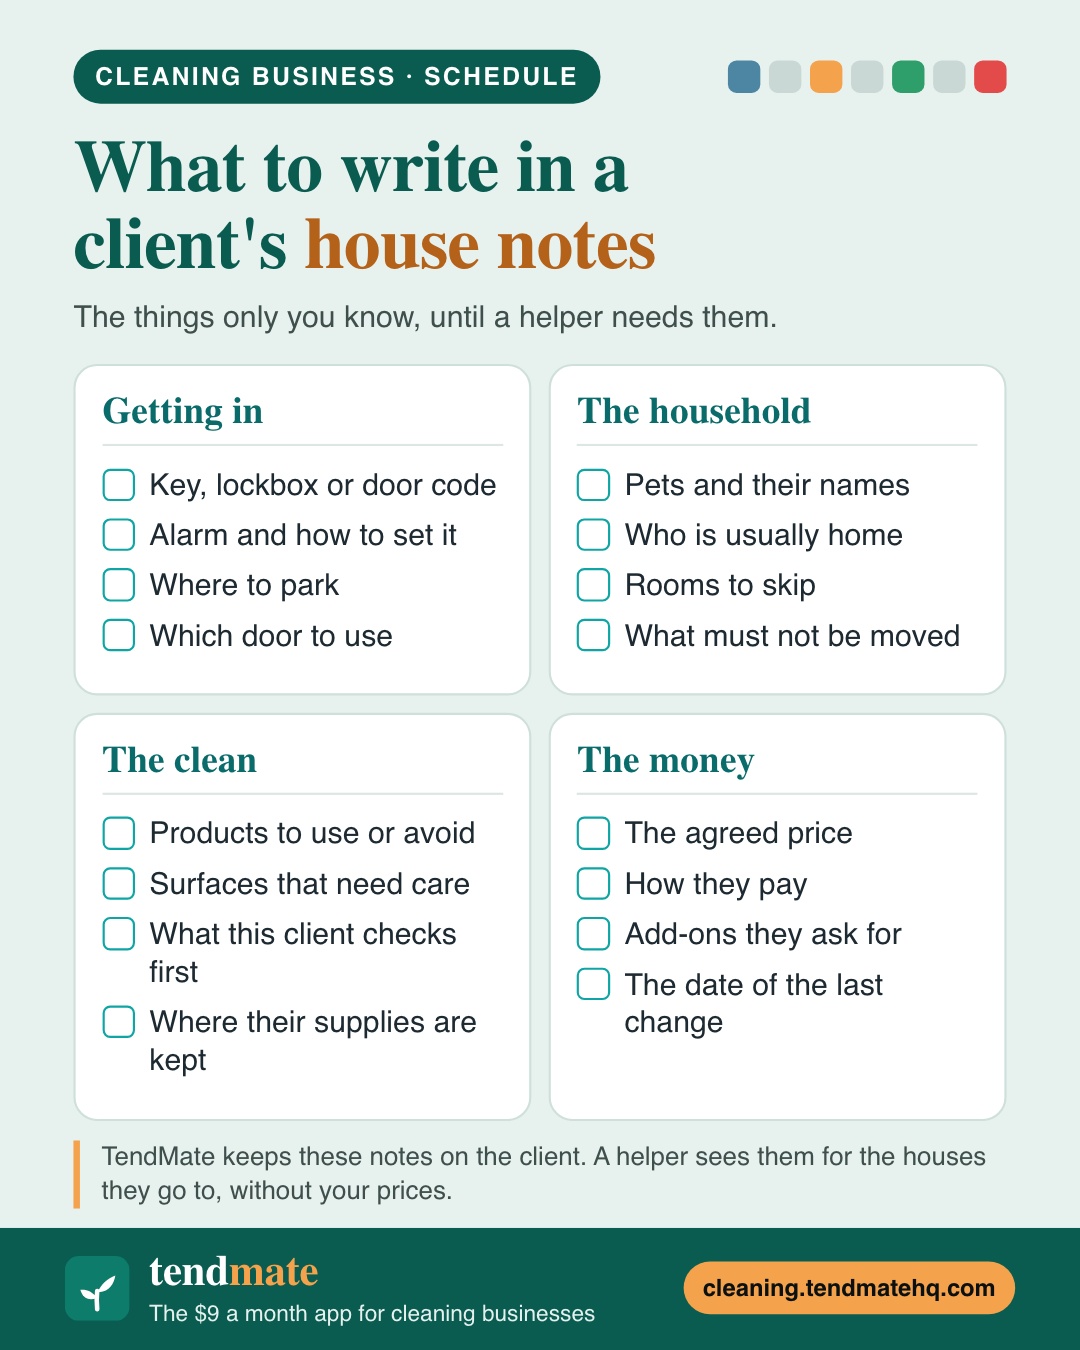 CLEANING BUSINESS · SCHEDULE
What to write in a
client's house notes
The things only you know, until a helper needs them.
Getting in
Key, lockbox or door code
Alarm and how to set it
Where to park
Which door to use
The household
Pets and their names
Who is usually home
Rooms to skip
What must not be moved
The clean
Products to use or avoid
Surfaces that need care
What this client checks
first
Where their supplies are
kept
The money
The agreed price
How they pay
Add-ons they ask for
The date of the last
change
TendMate keeps these notes on the client. A helper sees them for the houses
they go to, without your prices.
tendmate
The $9 a month app for cleaning businesses
cleaning.tendmatehq.com